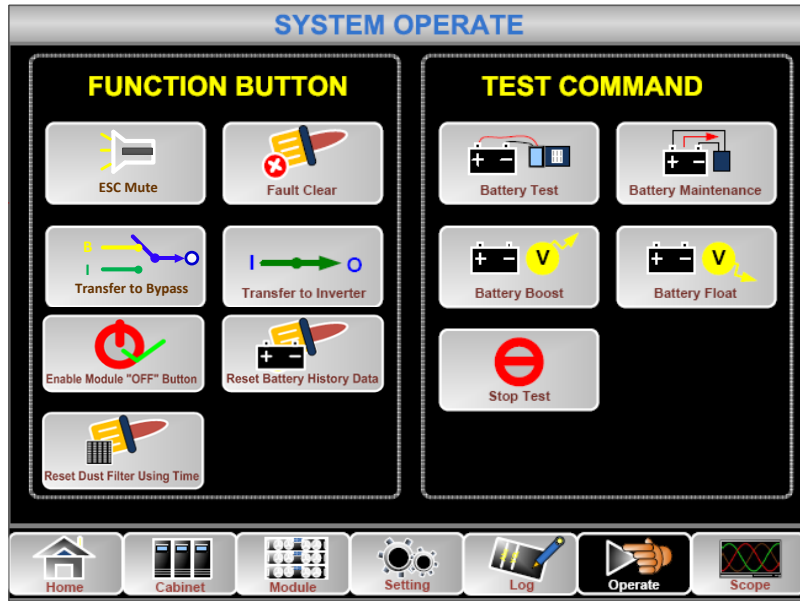 SYSTEM OPERATE
FUNCTION BUTTON
ESC Mute
Fault Clear
B
I
Transfer to Bypass
I O
Transfer to Inverter
Enable Module "OFF" Button
Reset Battery History Data
Reset Dust Filter Using Time
TEST COMMAND
Battery Test
Battery Maintenance
V
Battery Boost
V
Battery Float
Stop Test
Home
Cabinet
Module
Setting
Log
Operate
Scope